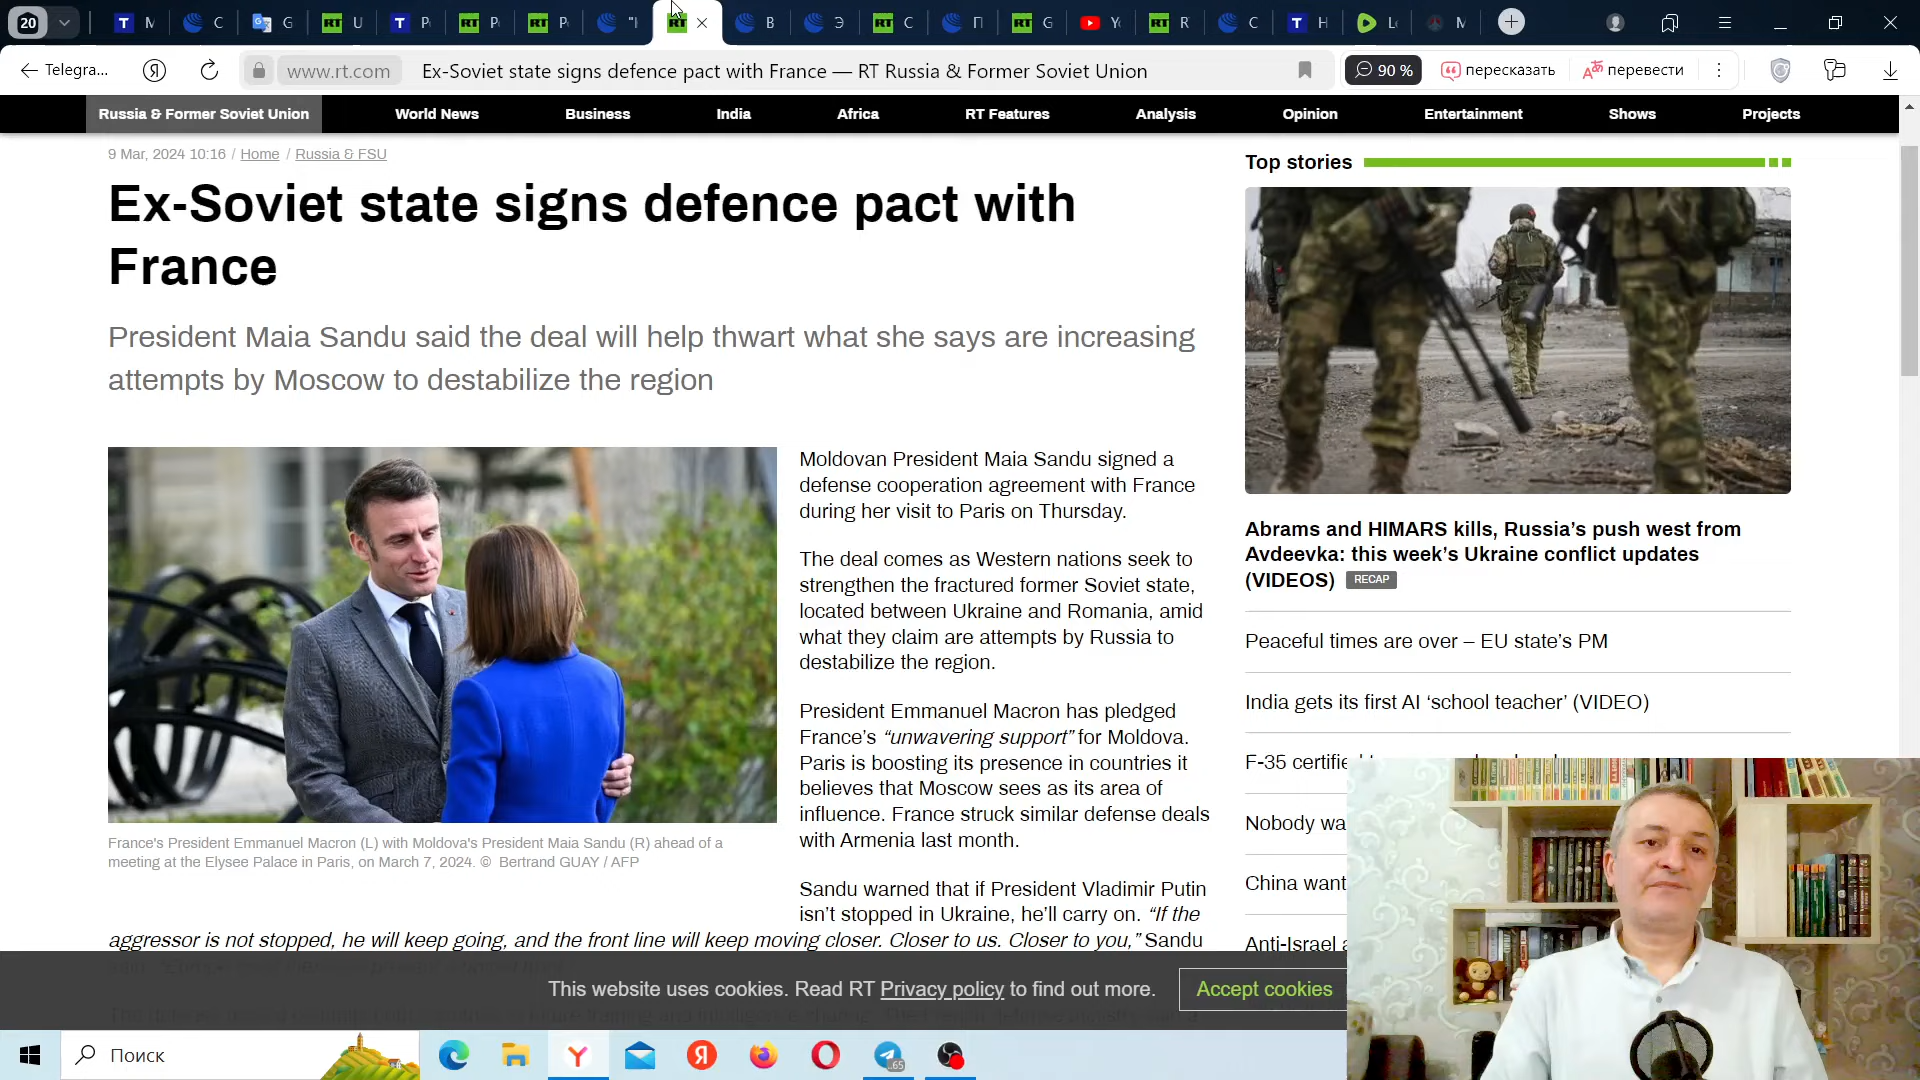 20
M
C
G
U
P
P
P
"I
B
Э
C
П
G
Y
R
C
H
L
M
Telegra...
www.rt.com
Ex-Soviet state signs defence pact with France — RT Russia & Former Soviet Union
90 %
пересказать
перевести
Russia & Former Soviet Union
World News
Business
India
Africa
RT Features
Analysis
Opinion
Entertainment
Shows
Projects
9 Mar, 2024 10:16 / Home / Russia & FSU
Ex-Soviet state signs defence pact with
France
President Maia Sandu said the deal will help thwart what she says are increasing
attempts by Moscow to destabilize the region
France's President Emmanuel Macron (L) with Moldova's President Maia Sandu (R) ahead of a
meeting at the Elysee Palace in Paris, on March 7, 2024. © Bertrand GUAY / AFP
Moldovan President Maia Sandu signed a
defense cooperation agreement with France
during her visit to Paris on Thursday.
The deal comes as Western nations seek to
strengthen the fractured former Soviet state,
located between Ukraine and Romania, amid
what they claim are attempts by Russia to
destabilize the region.
President Emmanuel Macron has pledged
France’s “unwavering support” for Moldova.
Paris is boosting its presence in countries it
believes that Moscow sees as its area of
influence. France struck similar defense deals
with Armenia last month.
Sandu warned that if President Vladimir Putin
isn’t stopped in Ukraine, he’ll carry on. “If the
aggressor is not stopped, he will keep going, and the front line will keep moving closer. Closer to us. Closer to you,” Sandu
Top stories
Abrams and HIMARS kills, Russia’s push west from
Avdeevka: this week’s Ukraine conflict updates
(VIDEOS) RECAP
Peaceful times are over – EU state’s PM
India gets its first AI ‘school teacher’ (VIDEO)
F-35
Nobody
China
Anti-Israel
This website uses cookies. Read RT Privacy policy to find out more.
Accept cookies
Поиск
65